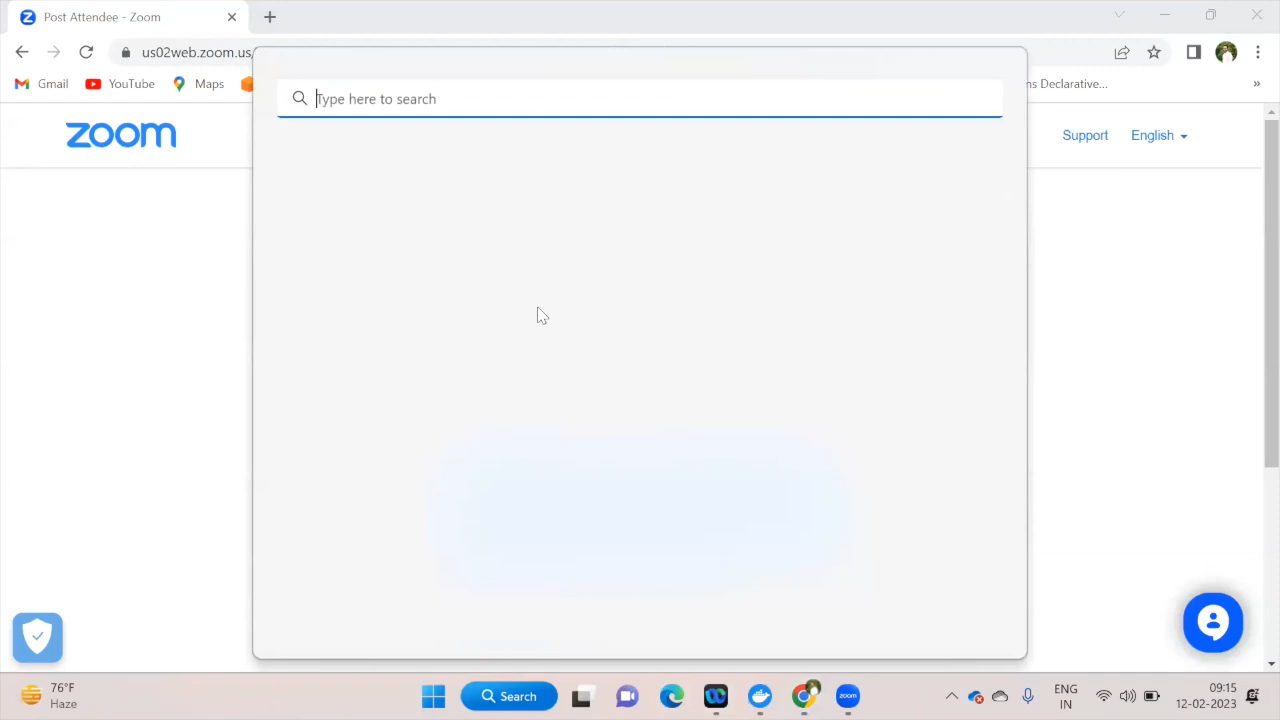 Post Attendee - Zoom
us02web.zoom.us
Gmail
YouTube
Maps
ns Declarative...
Type here to search
zoom
Support
English
76°F
Haze
Search
zoom
ENG
IN
09:15
12-02-2023